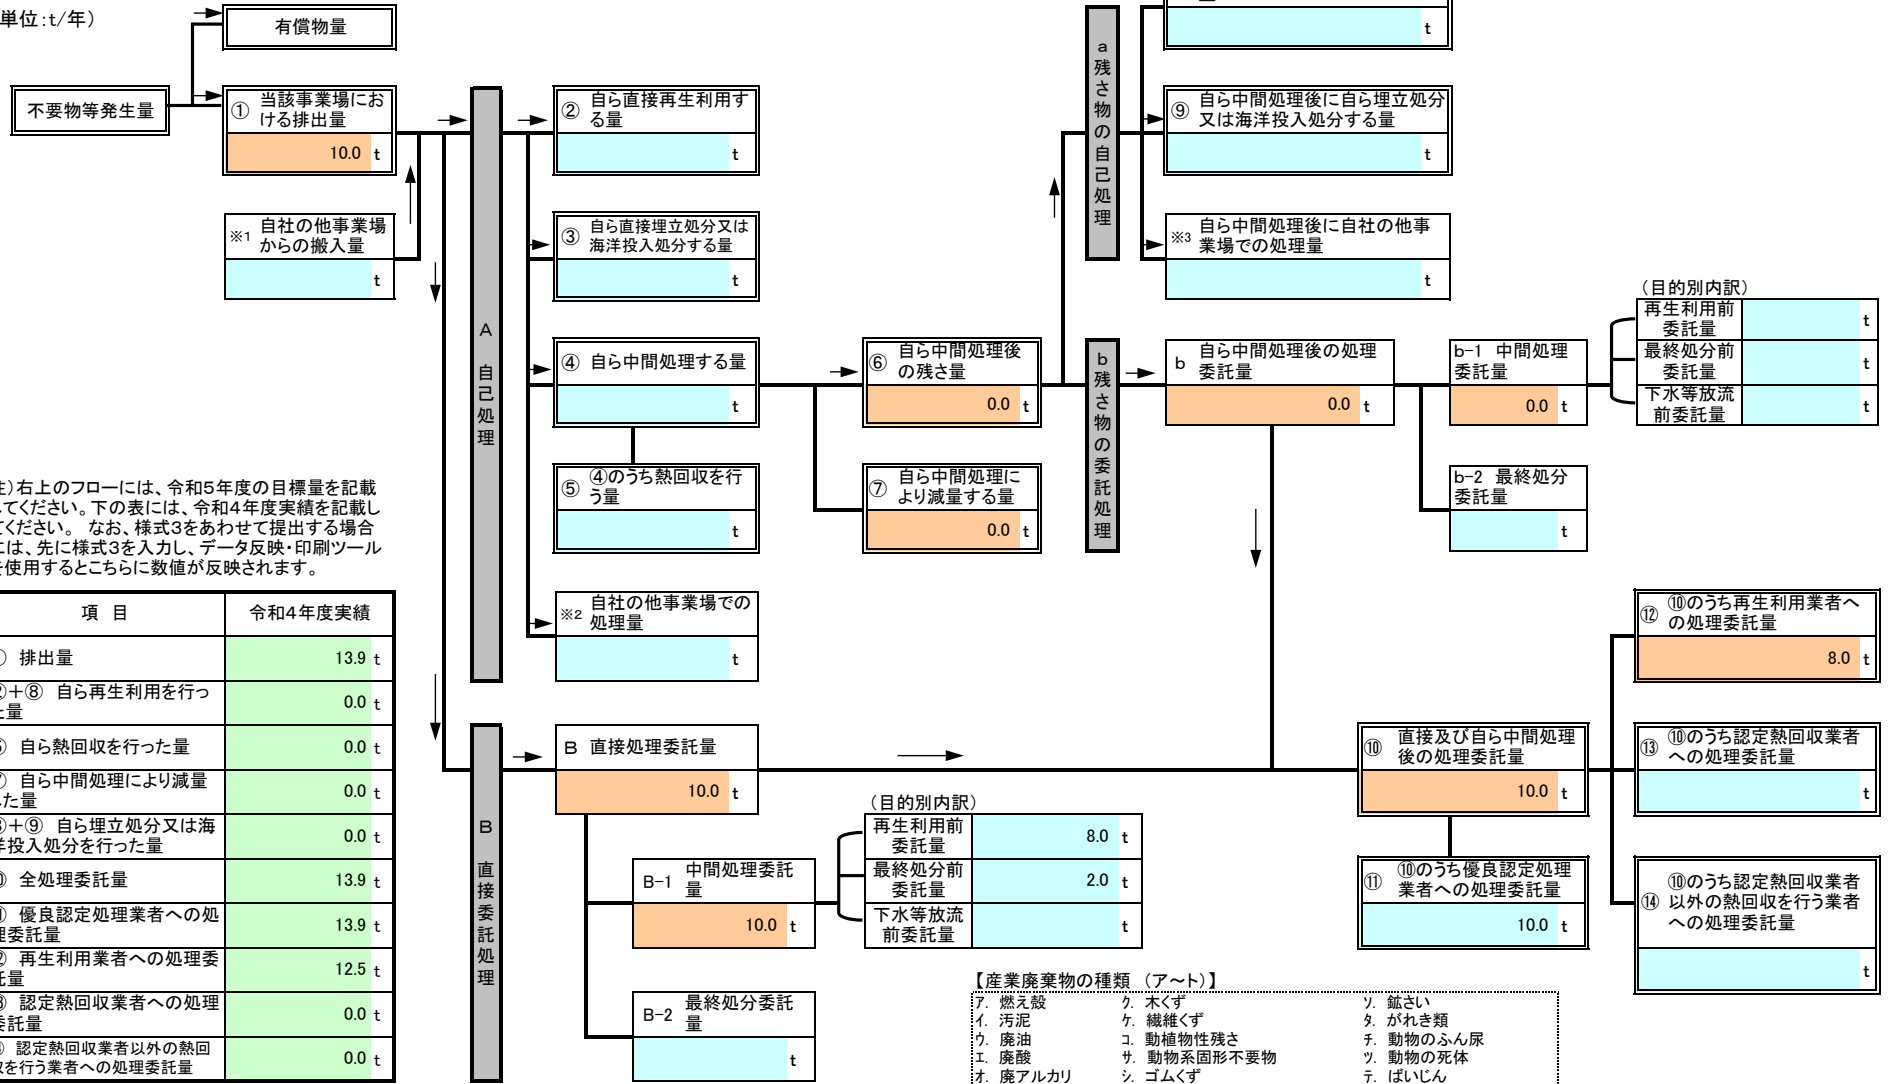 単位：t/年）
有償物量
不要物等発生量
① 当該事業場にお
ける排出量
10.0 t
※1 自社の他事業場
からの搬入量
t
A 自己処理
② 自ら直接再生利用す
る量
t
③ 自ら直接埋立処分又は
海洋投入処分する量
t
④ 自ら中間処理する量
t
⑤ ④のうち熱回収を行
う量
t
※2 自社の他事業場での
処理量
t
⑥ 自ら中間処理後
の残さ量
0.0 t
⑦ 自ら中間処理に
より減量する量
0.0 t
a 残さ物の自己処理
t
⑨ 自ら中間処理後に自ら埋立処分
又は海洋投入処分する量
t
※3 自ら中間処理後に自社の他事
業場での処理量
t
b 残さ物の委託処理
b 自ら中間処理後の処理
委託量
0.0 t
b-1 中間処理
委託量
0.0 t
b-2 最終処分
委託量
t
（目的別内訳）
再生利用前
委託量
t
最終処分前
委託量
t
下水等放流
前委託量
t
）右上のフローには、令和５年度の目標量を記載
てください。下の表には、令和４年度実績を記載し
ください。 なお、様式３をあわせて提出する場合
は、先に様式３を入力し、データ反映・印刷ツール
使用するとこちらに数値が反映されます。
項 目 令和４年度実績
排出量 13.9 t
＋⑧ 自ら再生利用を行っ
量
0.0 t
自ら熱回収を行った量 0.0 t
自ら中間処理により減量
た量
0.0 t
＋⑨ 自ら埋立処分又は海
投入処分を行った量
0.0 t
全処理委託量 13.9 t
優良認定処理業者への処
委託量
13.9 t
再生利用業者への処理委
量
12.5 t
認定熱回収業者への処理
託量
0.0 t
認定熱回収業者以外の熱回
を行う業者への処理委託量
0.0 t
B 直接委託処理
B 直接処理委託量
10.0 t
B-1 中間処理委託
量
10.0 t
B-2 最終処分委託
量
t
（目的別内訳）
再生利用前
委託量
8.0 t
最終処分前
委託量
2.0 t
下水等放流
前委託量
t
⑩ 直接及び自ら中間処理
後の処理委託量
10.0 t
⑪ ⑩のうち優良認定処理
業者への処理委託量
10.0 t
⑫ ⑩のうち再生利用業者へ
の処理委託量
8.0 t
⑬ ⑩のうち認定熱回収業者
への処理委託量
t
⑭ ⑩のうち認定熱回収業者
以外の熱回収を行う業者
への処理委託量
t
【産業廃棄物の種類 （ア～ト）】
ア. 燃え殻 ク. 木くず ソ. 鉱さい
イ. 汚泥 ケ. 繊維くず タ. がれき類
ウ. 廃油 コ. 動植物性残さ チ. 動物のふん尿
エ. 廃酸 サ. 動物系固形不要物 ツ. 動物の死体
オ. 廃アルカリ シ. ゴムくず テ. ばいじん